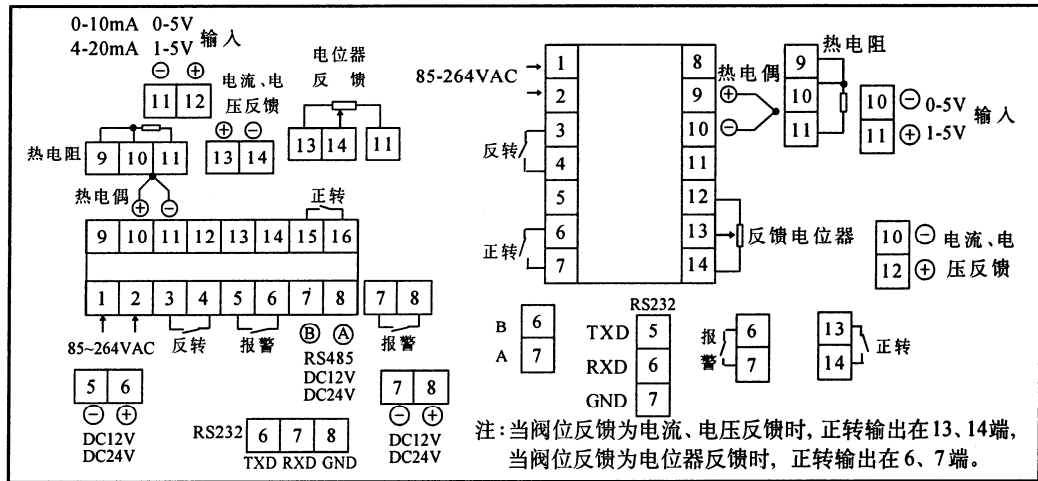 0-10mA 0-5V
4-20mA 1-5V 输入
⊖ ⊕
11 12
电流、电
压反馈
⊕ ⊖
13 14
电位器
反馈
13 14 11
热电阻
9 10 11
热电偶
⊕ ⊖
正转
9 10 11 12 13 14 15 16
1 2 3 4 5 6 7 8
7 8
85~264VAC
反转
报警
Ⓑ Ⓐ
RS485
DC12V
DC24V
报警
5 6
⊖ ⊕
DC12V
DC24V
RS232
6 7 8
TXD RXD GND
7 8
⊖ ⊕
DC12V
DC24V
85-264VAC
1
2
3
4
5
6
7
反转
正转
8
9
10
11
12
13
14
热电偶
⊕
⊖
热电阻
9
10
11
10 ⊖ 0-5V
11 ⊕ 1-5V
输入
反馈电位器
10 ⊖ 电流、电
12 ⊕ 压反馈
B 6
A 7
RS232
TXD 5
RXD 6
GND 7
报警
6
7
13
14
正转
注:当阀位反馈为电流、电压反馈时, 正转输出在13、14端,
当阀位反馈为电位器反馈时, 正转输出在6、7端。